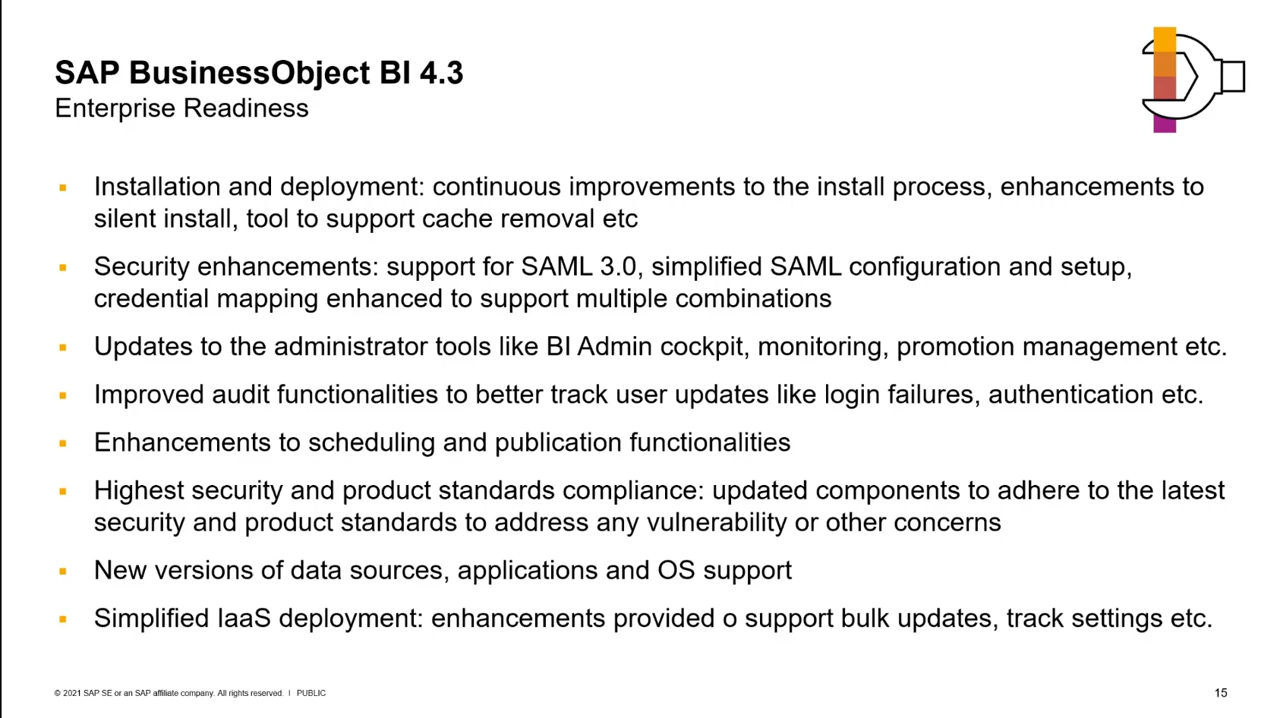 SAP BusinessObject BI 4.3
Enterprise Readiness
▪ Installation and deployment: continuous improvements to the install process, enhancements to
silent install, tool to support cache removal etc
▪ Security enhancements: support for SAML 3.0, simplified SAML configuration and setup,
credential mapping enhanced to support multiple combinations
▪ Updates to the administrator tools like BI Admin cockpit, monitoring, promotion management etc.
▪ Improved audit functionalities to better track user updates like login failures, authentication etc.
▪ Enhancements to scheduling and publication functionalities
▪ Highest security and product standards compliance: updated components to adhere to the latest
security and product standards to address any vulnerability or other concerns
▪ New versions of data sources, applications and OS support
▪ Simplified IaaS deployment: enhancements provided o support bulk updates, track settings etc.
© 2021 SAP SE or an SAP affiliate company. All rights reserved. | PUBLIC
15